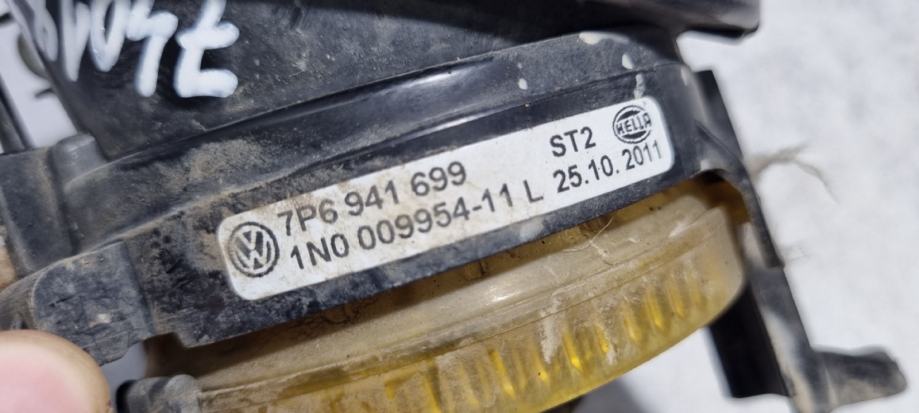 7P6 941 699
1N0 009954-11 L
ST2
HELLA
25.10.2011